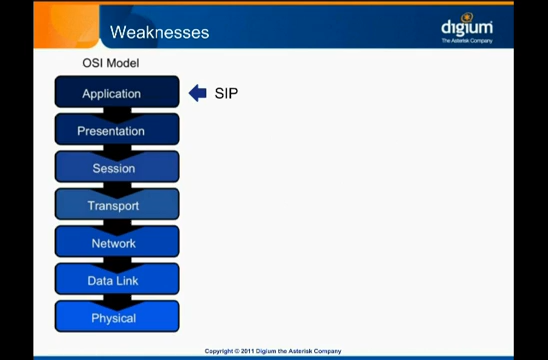 Weaknesses
digium
The Asterisk Company
OSI Model
Application
SIP
Presentation
Session
Transport
Network
Data Link
Physical
Copyright © 2011 Digium the Asterisk Company